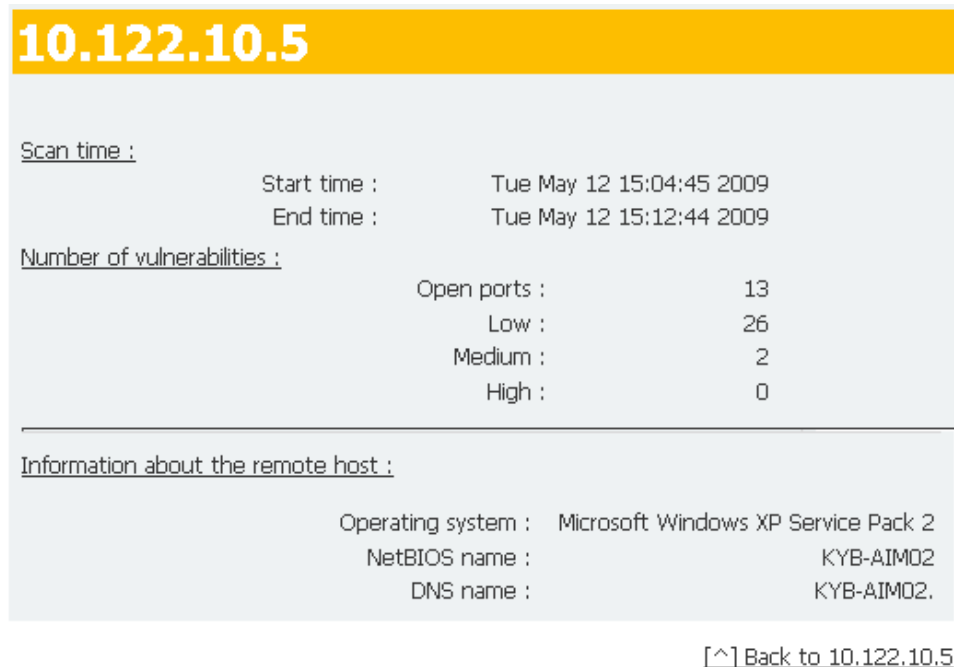 10.122.10.5
Scan time :
Start time : Tue May 12 15:04:45 2009
End time : Tue May 12 15:12:44 2009
Number of vulnerabilities :
Open ports : 13
Low : 26
Medium : 2
High : 0
Information about the remote host :
Operating system : Microsoft Windows XP Service Pack 2
NetBIOS name : KYB-AIM02
DNS name : KYB-AIM02.
[^] Back to 10.122.10.5